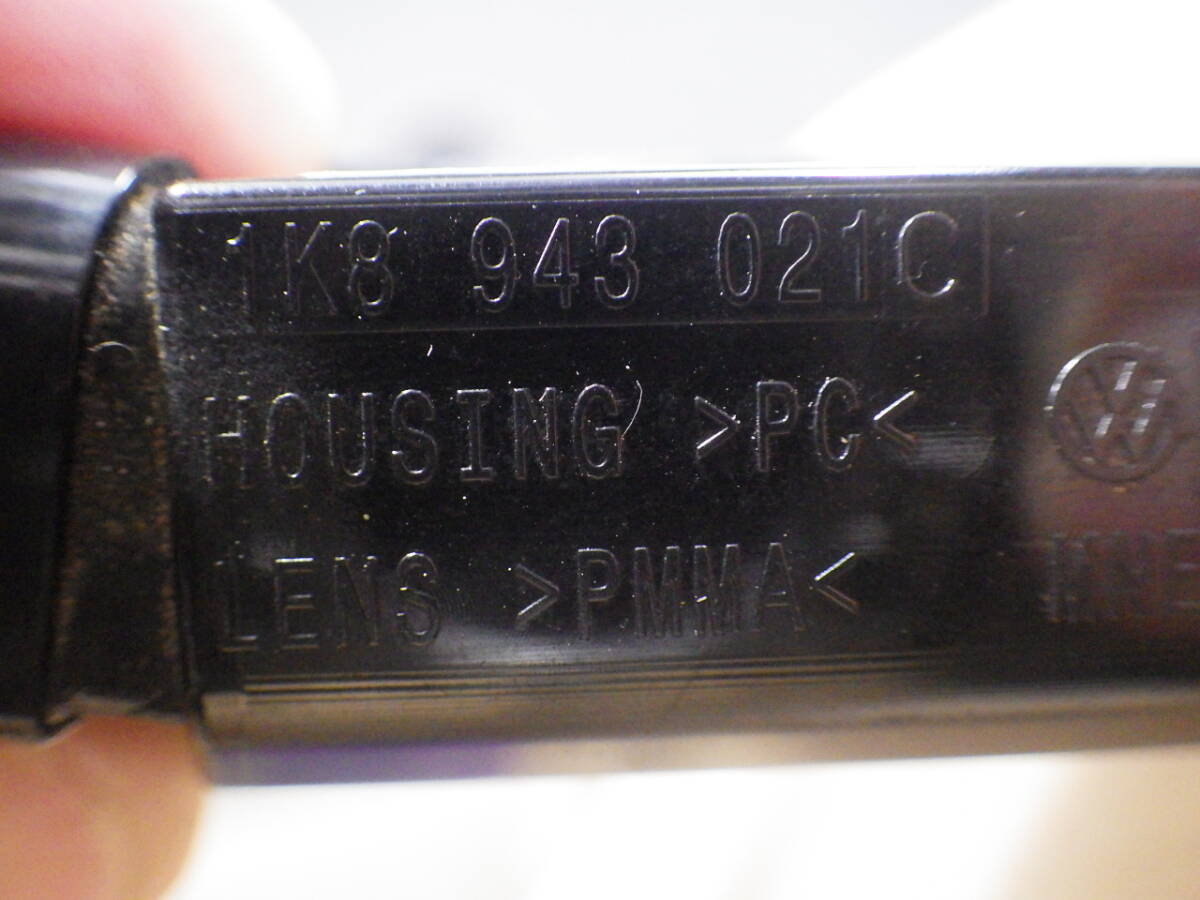 1K8 943 021C
HOUSING >PC<
LENS >PMMA<